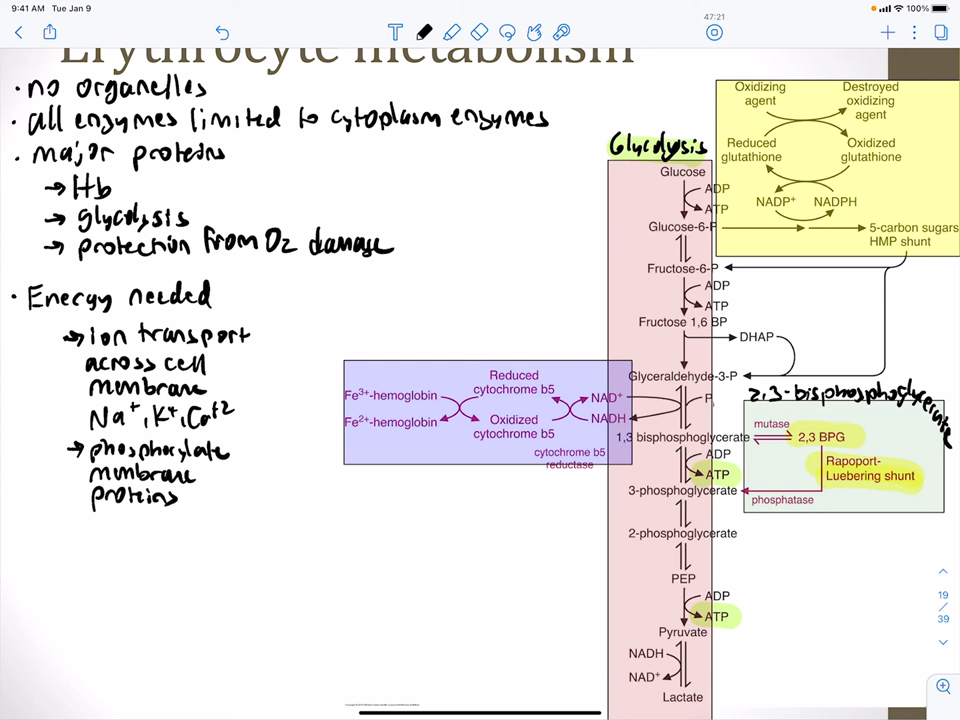 9:41 AM Tue Jan 9
100%
47:21
T
Erythrocyte metabolism
• no organelles
• all enzymes limited to cytoplasm enzymes
• major proteins
→ Hb
→ glycolysis
→ protection from O2 damage
• Energy needed
→ ion transport
across cell
membrane
Na+, K+, Ca+2
→ phosphorylate
membrane
proteins
Glycolysis
Glucose
ADP
ATP
Glucose-6-P
Fructose-6-P
ADP
ATP
Fructose 1,6 BP
DHAP
Glyceraldehyde-3-P
Pi
1,3 bisphosphoglycerate
ADP
ATP
3-phosphoglycerate
2-phosphoglycerate
PEP
ADP
ATP
Pyruvate
NADH
NAD+
Lactate
Oxidizing
agent
Destroyed
oxidizing
agent
Reduced
glutathione
Oxidized
glutathione
NADP+
NADPH
5-carbon sugars
HMP shunt
Fe3+-hemoglobin
Fe2+-hemoglobin
Reduced
cytochrome b5
Oxidized
cytochrome b5
NAD+
NADH
cytochrome b5
reductase
2,3-bisphosphoglycerate
mutase
2,3 BPG
Rapoport-
Luebering shunt
phosphatase
19
/
39